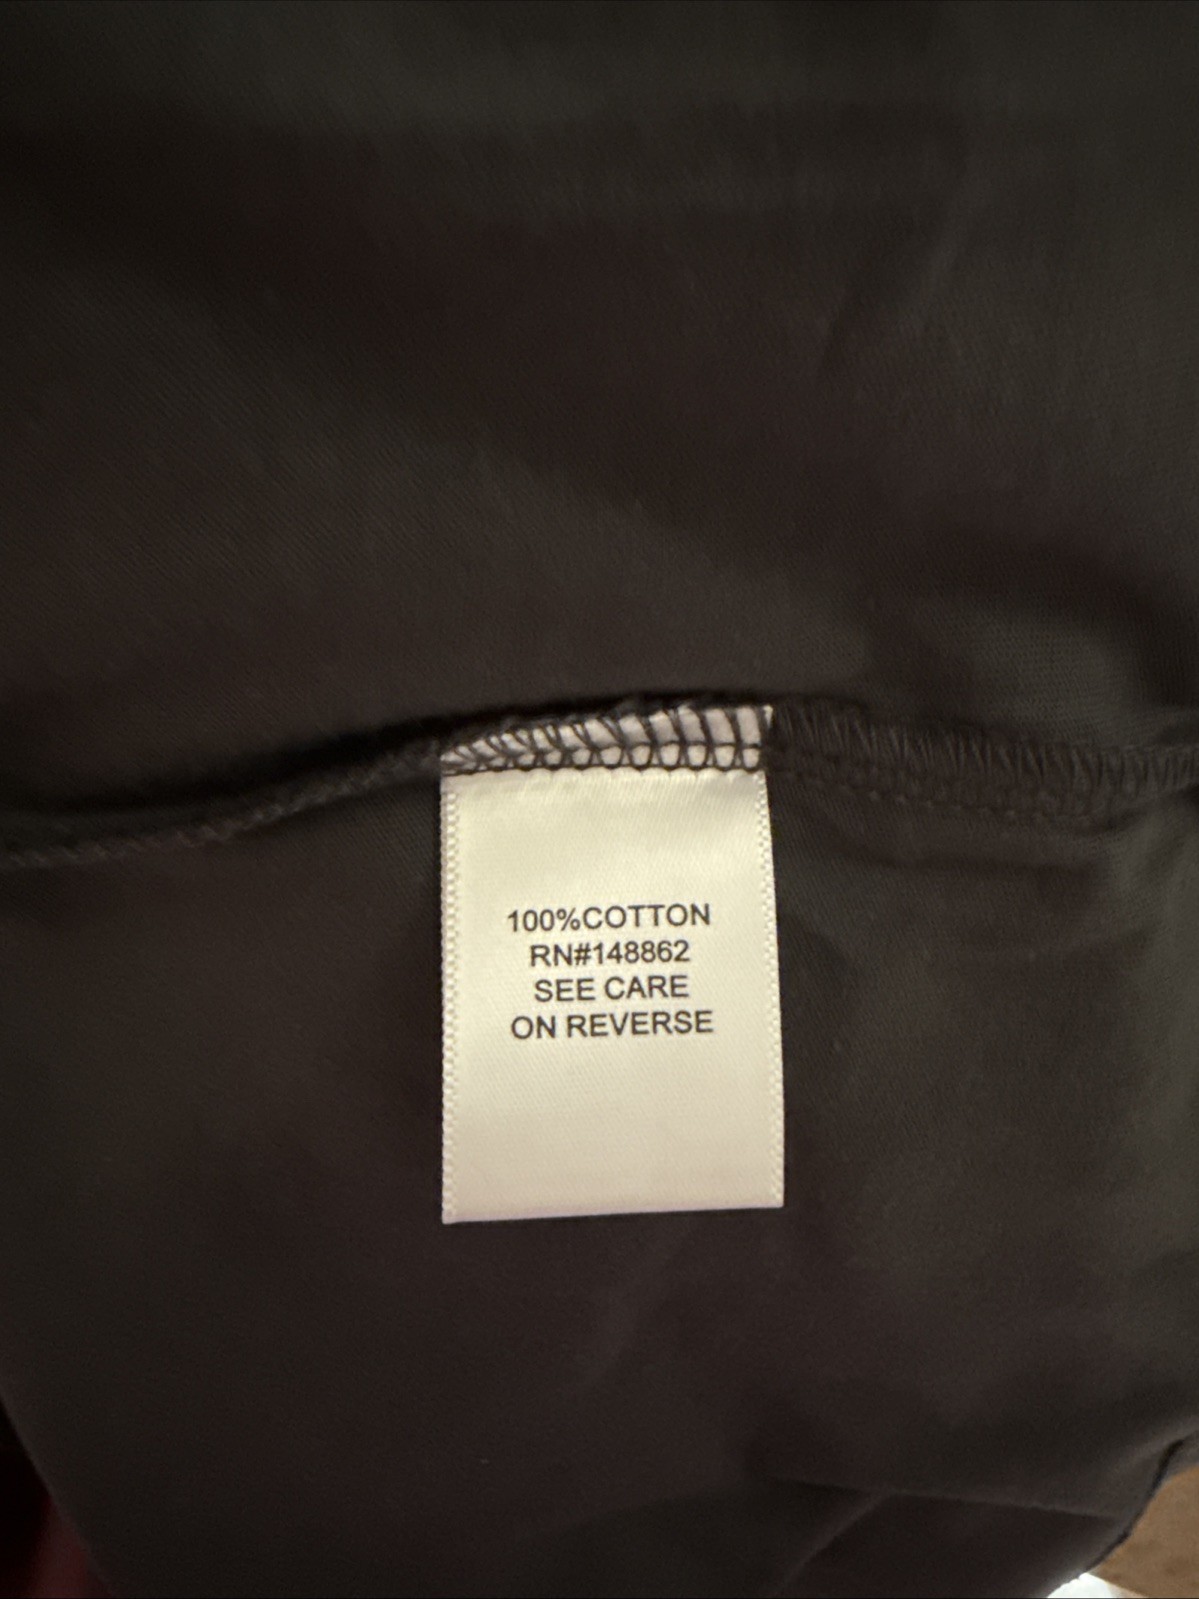 100%COTTON
RN#148862
SEE CARE
ON REVERSE